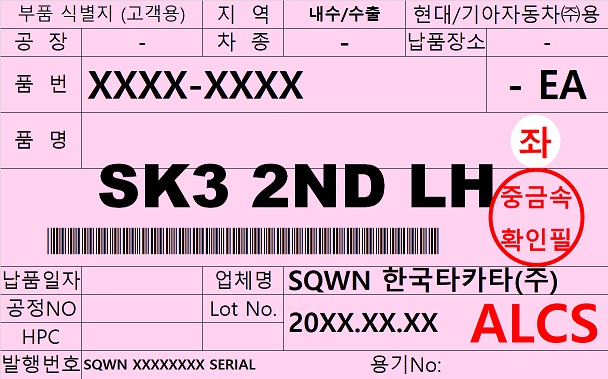 부품 식별지 (고객용) 지 역 내수/수출 현대/기아자동차㈜용
공 장 - 차 종 - 납품장소 -
품 번 XXXX-XXXX - EA
품 명 좌
SK3 2ND LH
중금속
확인필
납품일자 업체명 SQWN 한국타카타(주)
공정NO Lot No. 20XX.XX.XX ALCS
HPC
발행번호 SQWN XXXXXXXX SERIAL 용기No: